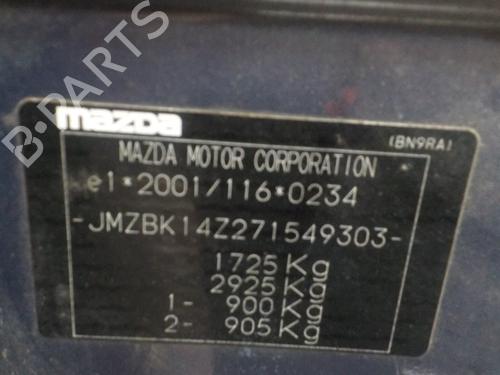 B-PARTS
mazda
(BN9RA)
MAZDA MOTOR CORPORATION
e1*2001/116*0234
-JMZBK14Z271549303-
1725Kg
2925Kg
1- 900Kg
2- 905Kg